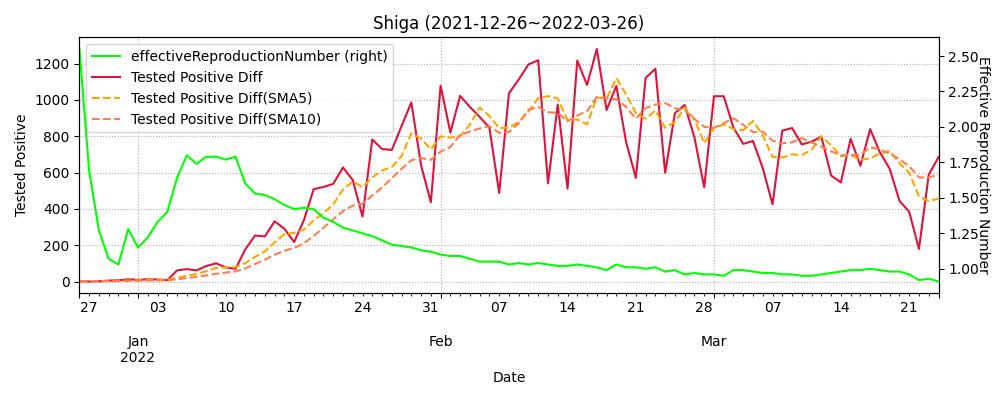 Shiga (2021-12-26~2022-03-26)
effectiveReproductionNumber (right)
Tested Positive Diff
Tested Positive Diff(SMA5)
Tested Positive Diff(SMA10)
Tested Positive
1200
1000
800
600
400
200
0
Effective Reproduction Number
2.50
2.25
2.00
1.75
1.50
1.25
1.00
27 03 10 17 24 31 07 14 21 28 07 14 21
Jan Feb Mar
2022
Date